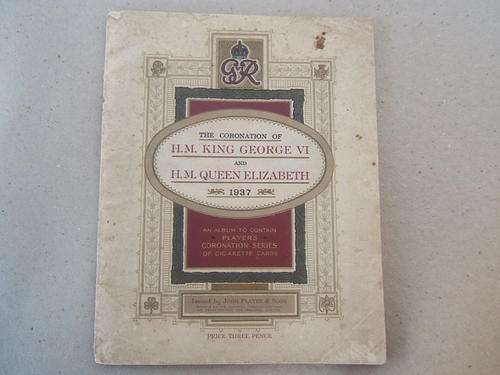 GR
THE CORONATION OF
H.M. KING GEORGE VI
AND
H.M. QUEEN ELIZABETH
1937
AN ALBUM TO CONTAIN
PLAYER'S
CORONATION SERIES
OF CIGARETTE CARDS
Issued by JOHN PLAYER & SONS
PRICE THREE PENCE